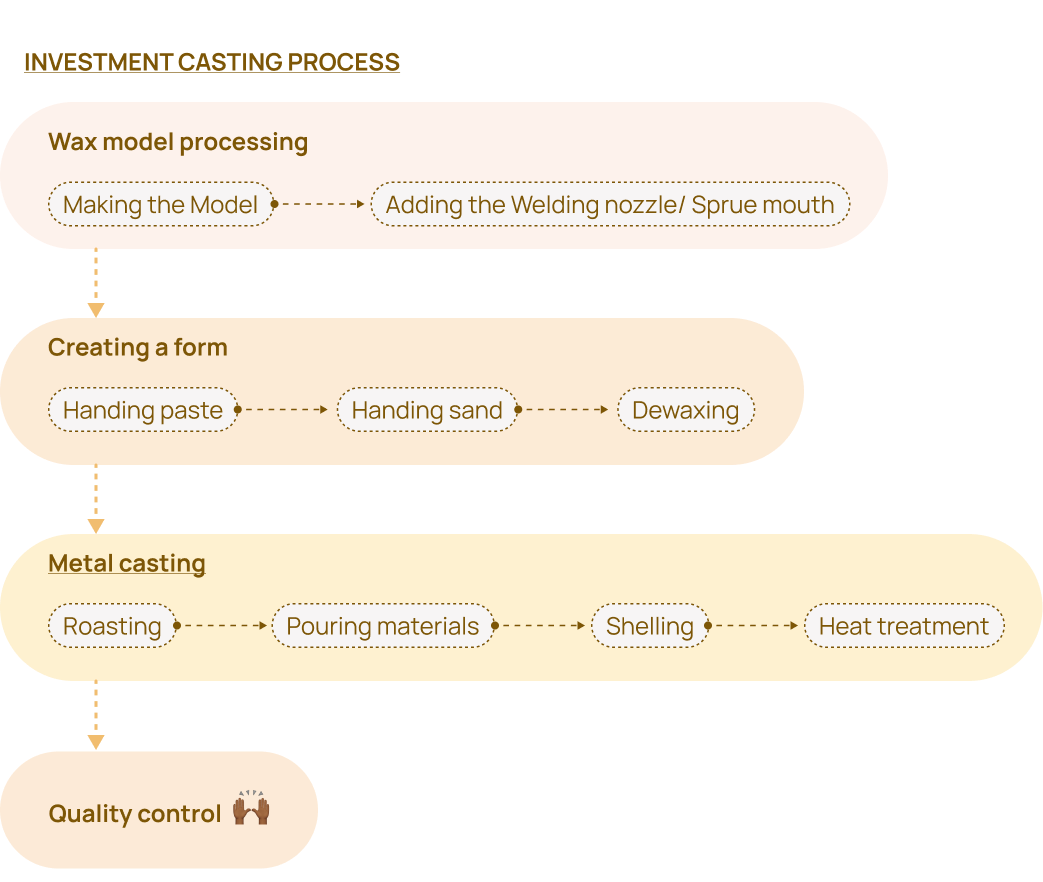 INVESTMENT CASTING PROCESS
Wax model processing
Making the Model
Adding the Welding nozzle/ Sprue mouth
Creating a form
Handing paste
Handing sand
Dewaxing
Metal casting
Roasting
Pouring materials
Shelling
Heat treatment
Quality control